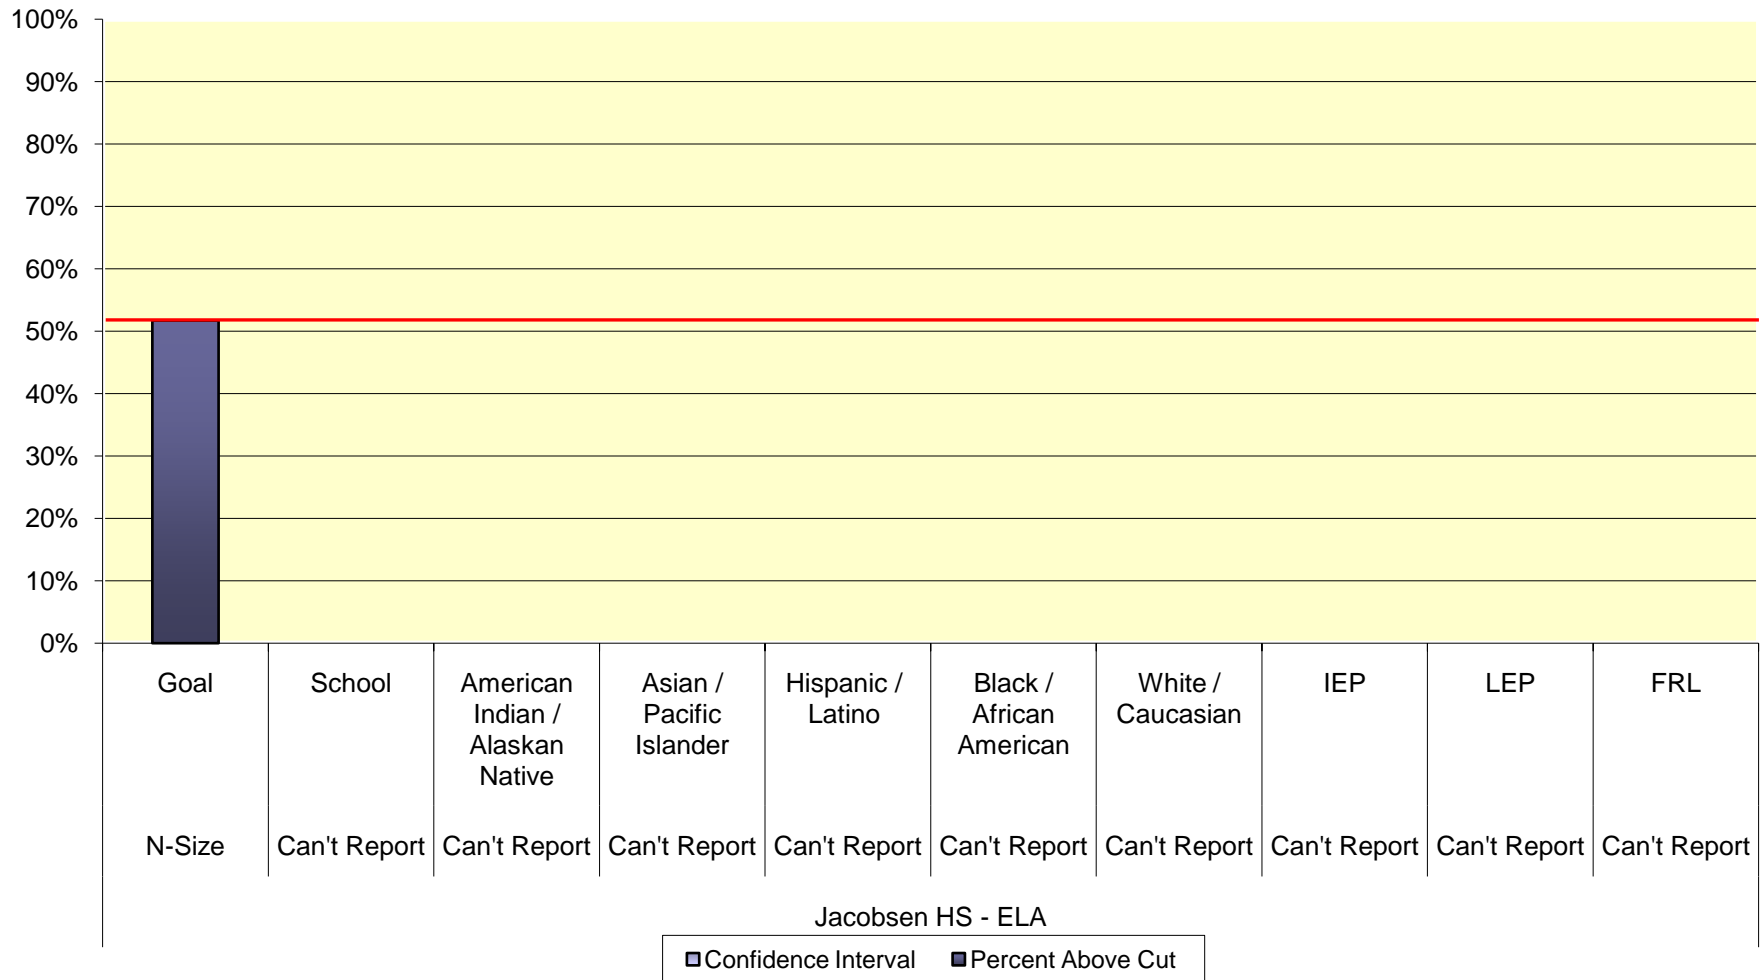 100%
90%
80%
70%
60%
50%
40%
30%
20%
10%
0%
Goal
School
American
Indian /
Alaskan
Native
Asian /
Pacific
Islander
Hispanic /
Latino
Black /
African
American
White /
Caucasian
IEP
LEP
FRL
N-Size
Can't Report
Can't Report
Can't Report
Can't Report
Can't Report
Can't Report
Can't Report
Can't Report
Can't Report
Jacobsen HS - ELA
Confidence Interval
Percent Above Cut